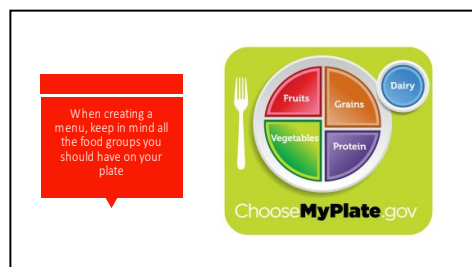 When creating a
menu, keep in mind all
the food groups you
should have on your
plate
Fruits
Grains
Dairy
Vegetables
Protein
ChooseMyPlate.gov